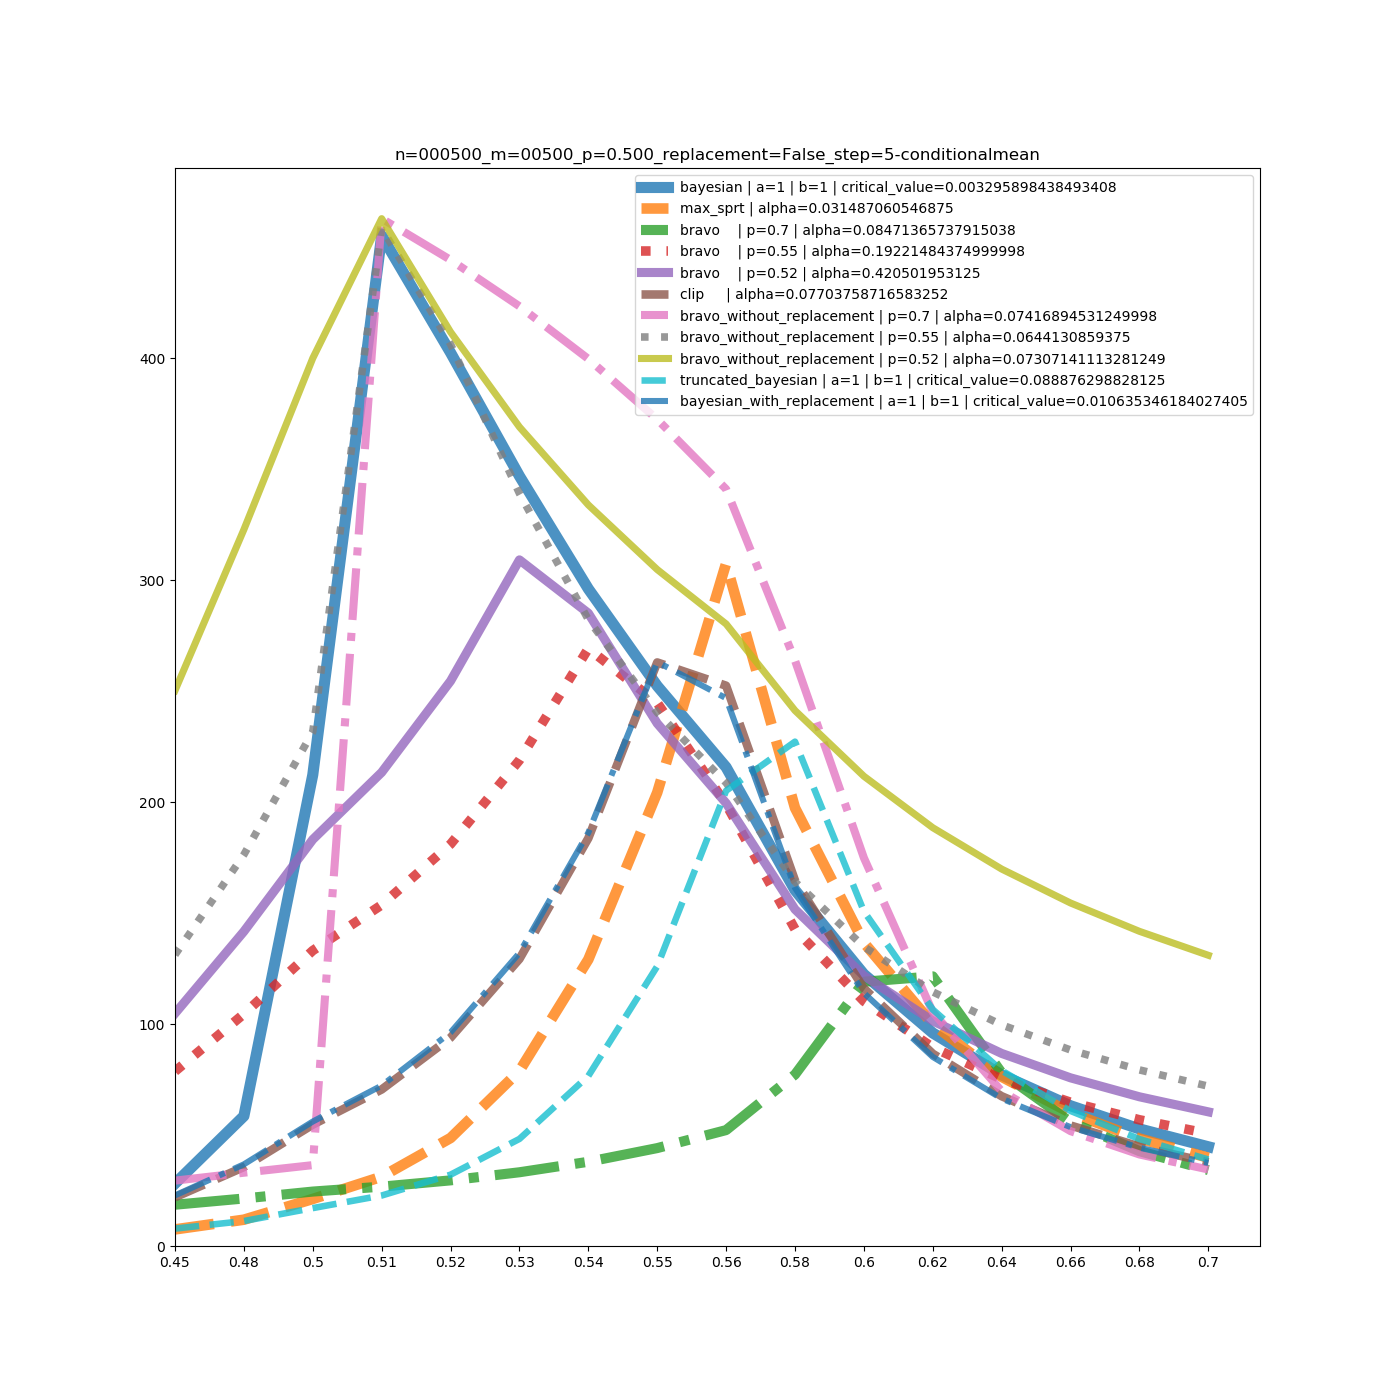 n=000500_m=00500_p=0.500_replacement=False_step=5-conditionalmean
bayesian | a=1 | b=1 | critical_value=0.003295898438493408
max_sprt | alpha=0.031487060546875
bravo    | p=0.7 | alpha=0.08471365737915038
bravo    | p=0.55 | alpha=0.19221484374999998
bravo    | p=0.52 | alpha=0.420501953125
clip     | alpha=0.07703758716583252
bravo_without_replacement | p=0.7 | alpha=0.07416894531249998
bravo_without_replacement | p=0.55 | alpha=0.0644130859375
bravo_without_replacement | p=0.52 | alpha=0.07307141113281249
truncated_bayesian | a=1 | b=1 | critical_value=0.088876298828125
bayesian_with_replacement | a=1 | b=1 | critical_value=0.010635346184027405
400
300
200
100
0
0.45 0.48 0.5 0.51 0.52 0.53 0.54 0.55 0.56 0.58 0.6 0.62 0.64 0.66 0.68 0.7